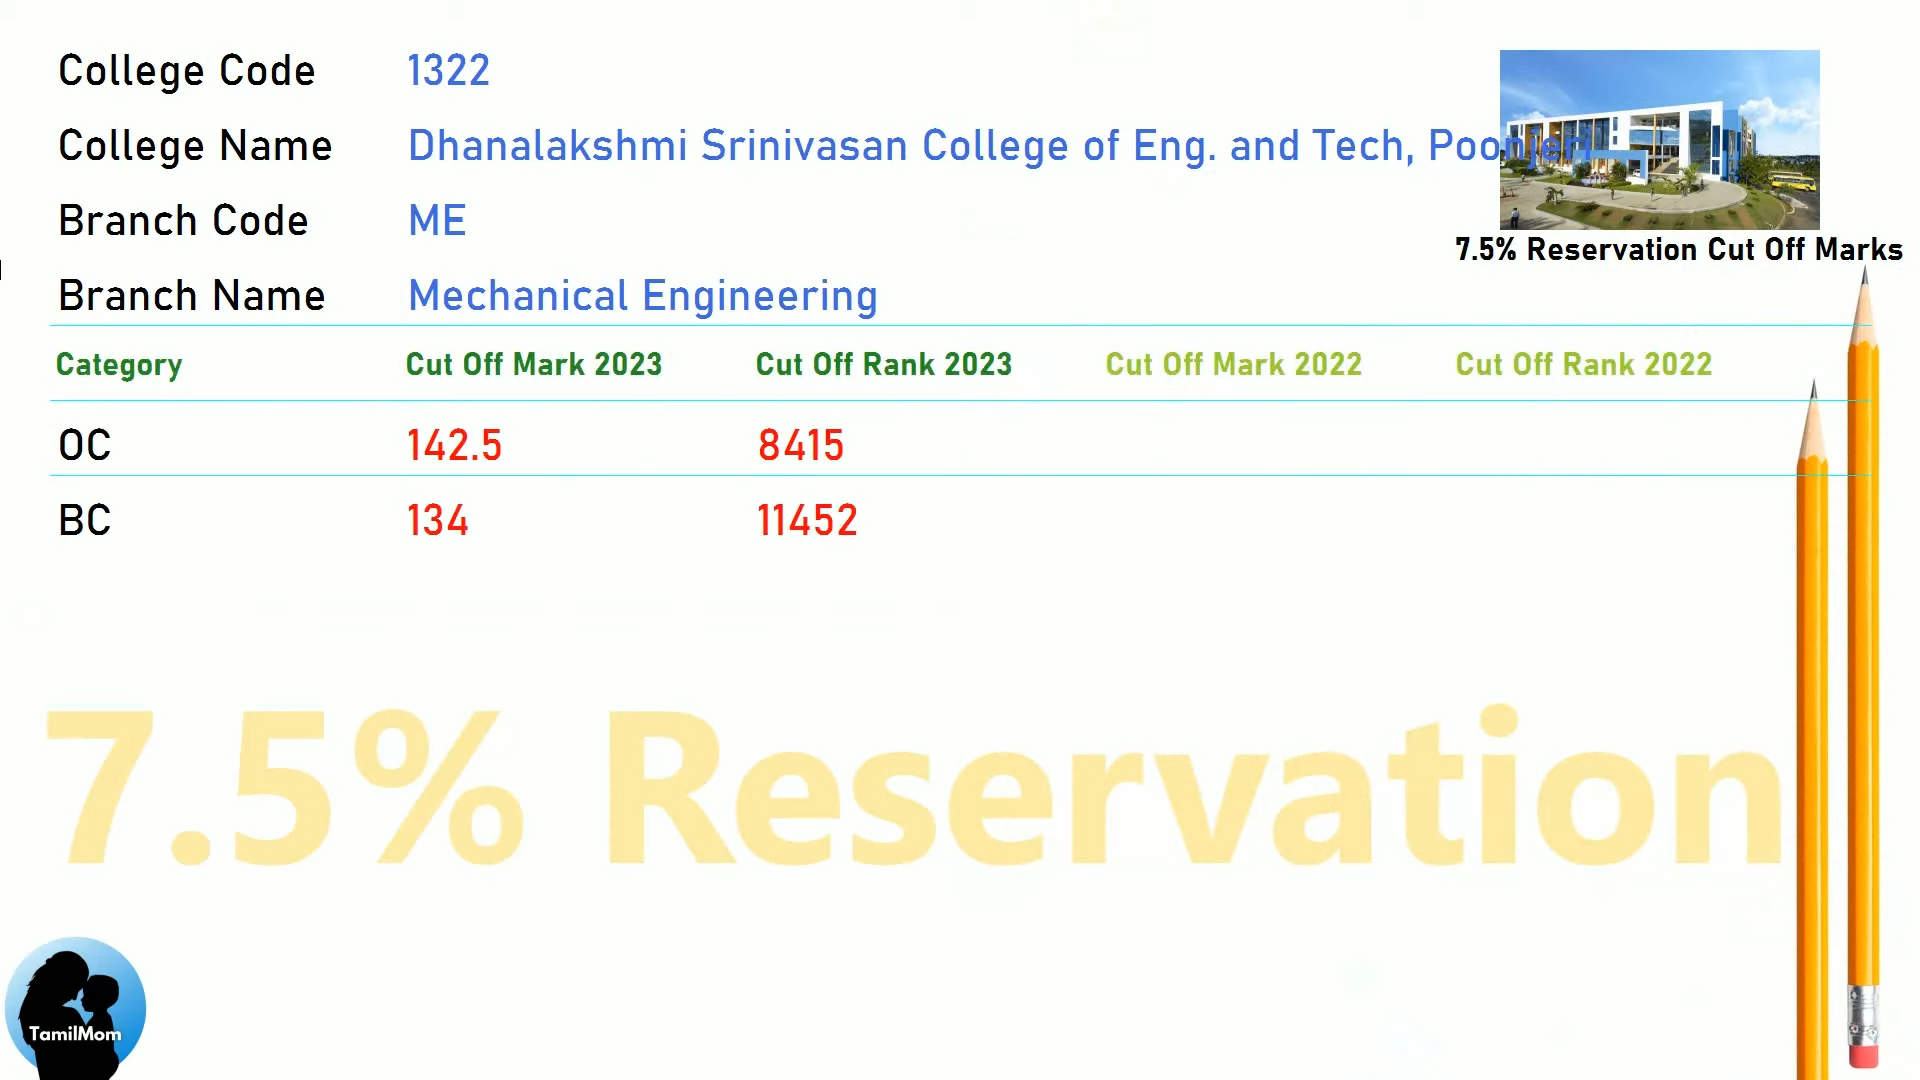 College Code 1322
College Name Dhanalakshmi Srinivasan College of Eng. and Tech, Poonjeri
Branch Code ME
7.5% Reservation Cut Off Marks
Branch Name Mechanical Engineering
Category Cut Off Mark 2023 Cut Off Rank 2023 Cut Off Mark 2022 Cut Off Rank 2022
OC 142.5 8415
BC 134 11452
7.5% Reservation
TamilMom